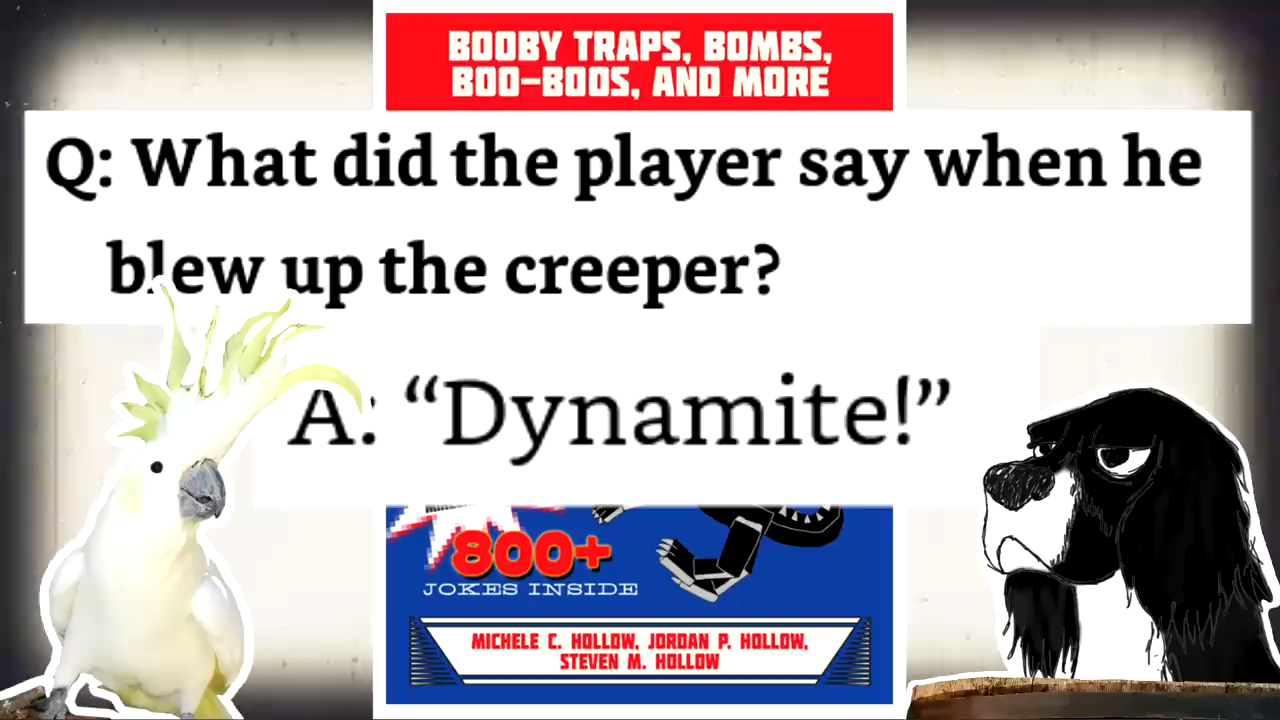 BOOBY TRAPS, BOMBS,
BOO-BOOS, AND MORE
Q: What did the player say when he
blew up the creeper?
A: “Dynamite!”
800+
JOKES INSIDE
MICHELE C. HOLLOW, JORDAN P. HOLLOW,
STEVEN M. HOLLOW